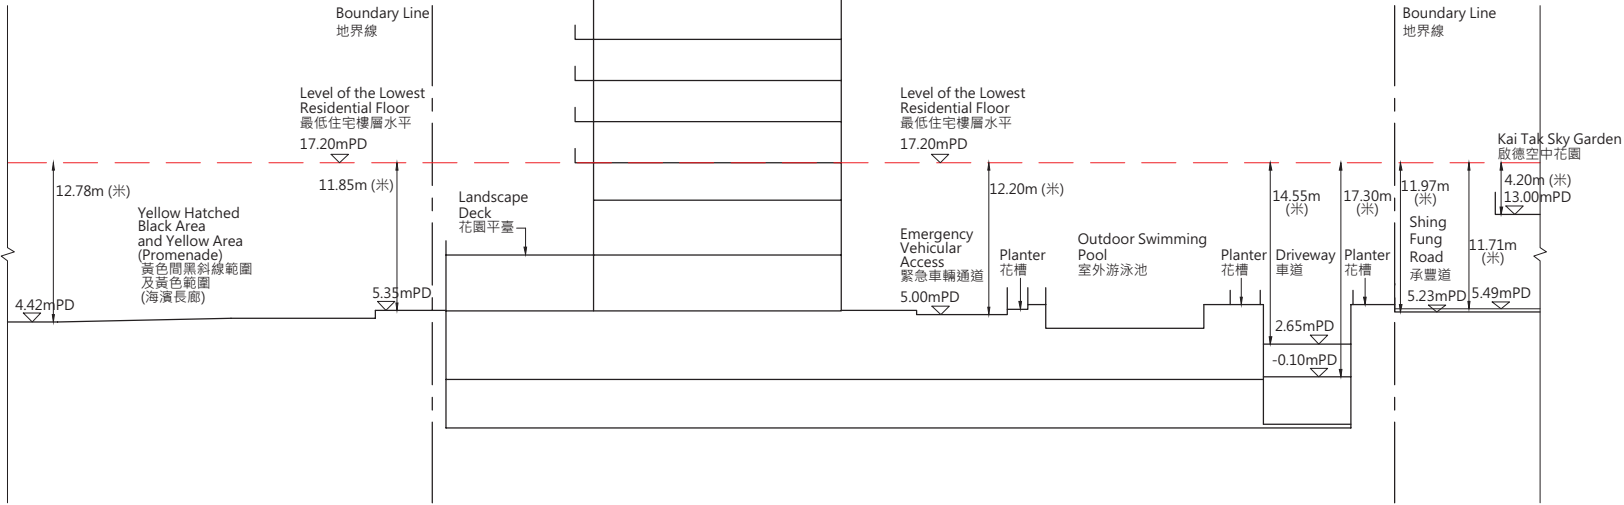 Boundary Line
地界線
Boundary Line
地界線
Level of the Lowest
Residential Floor
最低住宅樓層水平
17.20mPD
Level of the Lowest
Residential Floor
最低住宅樓層水平
17.20mPD
Kai Tak Sky Garden
啟德空中花園
12.78m (米)
11.85m (米)
12.20m (米)
14.55m
(米)
17.30m
(米)
11.97m
(米)
4.20m (米)
13.00mPD
Yellow Hatched
Black Area
and Yellow Area
(Promenade)
黃色間黑斜線範圍
及黃色範圍
(海濱長廊)
Landscape
Deck
花園平臺
Emergency
Vehicular
Access
緊急車輛通道
5.00mPD
Planter
花槽
Outdoor Swimming
Pool
室外游泳池
Planter
花槽
Driveway
車道
Planter
花槽
Shing
Fung
Road
承豐道
5.23mPD
11.71m
(米)
5.49mPD
4.42mPD
5.35mPD
2.65mPD
-0.10mPD